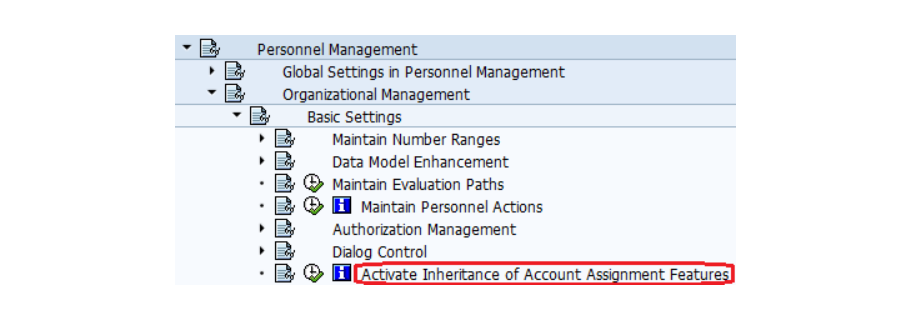 Personnel Management
Global Settings in Personnel Management
Organizational Management
Basic Settings
Maintain Number Ranges
Data Model Enhancement
Maintain Evaluation Paths
Maintain Personnel Actions
Authorization Management
Dialog Control
Activate Inheritance of Account Assignment Features